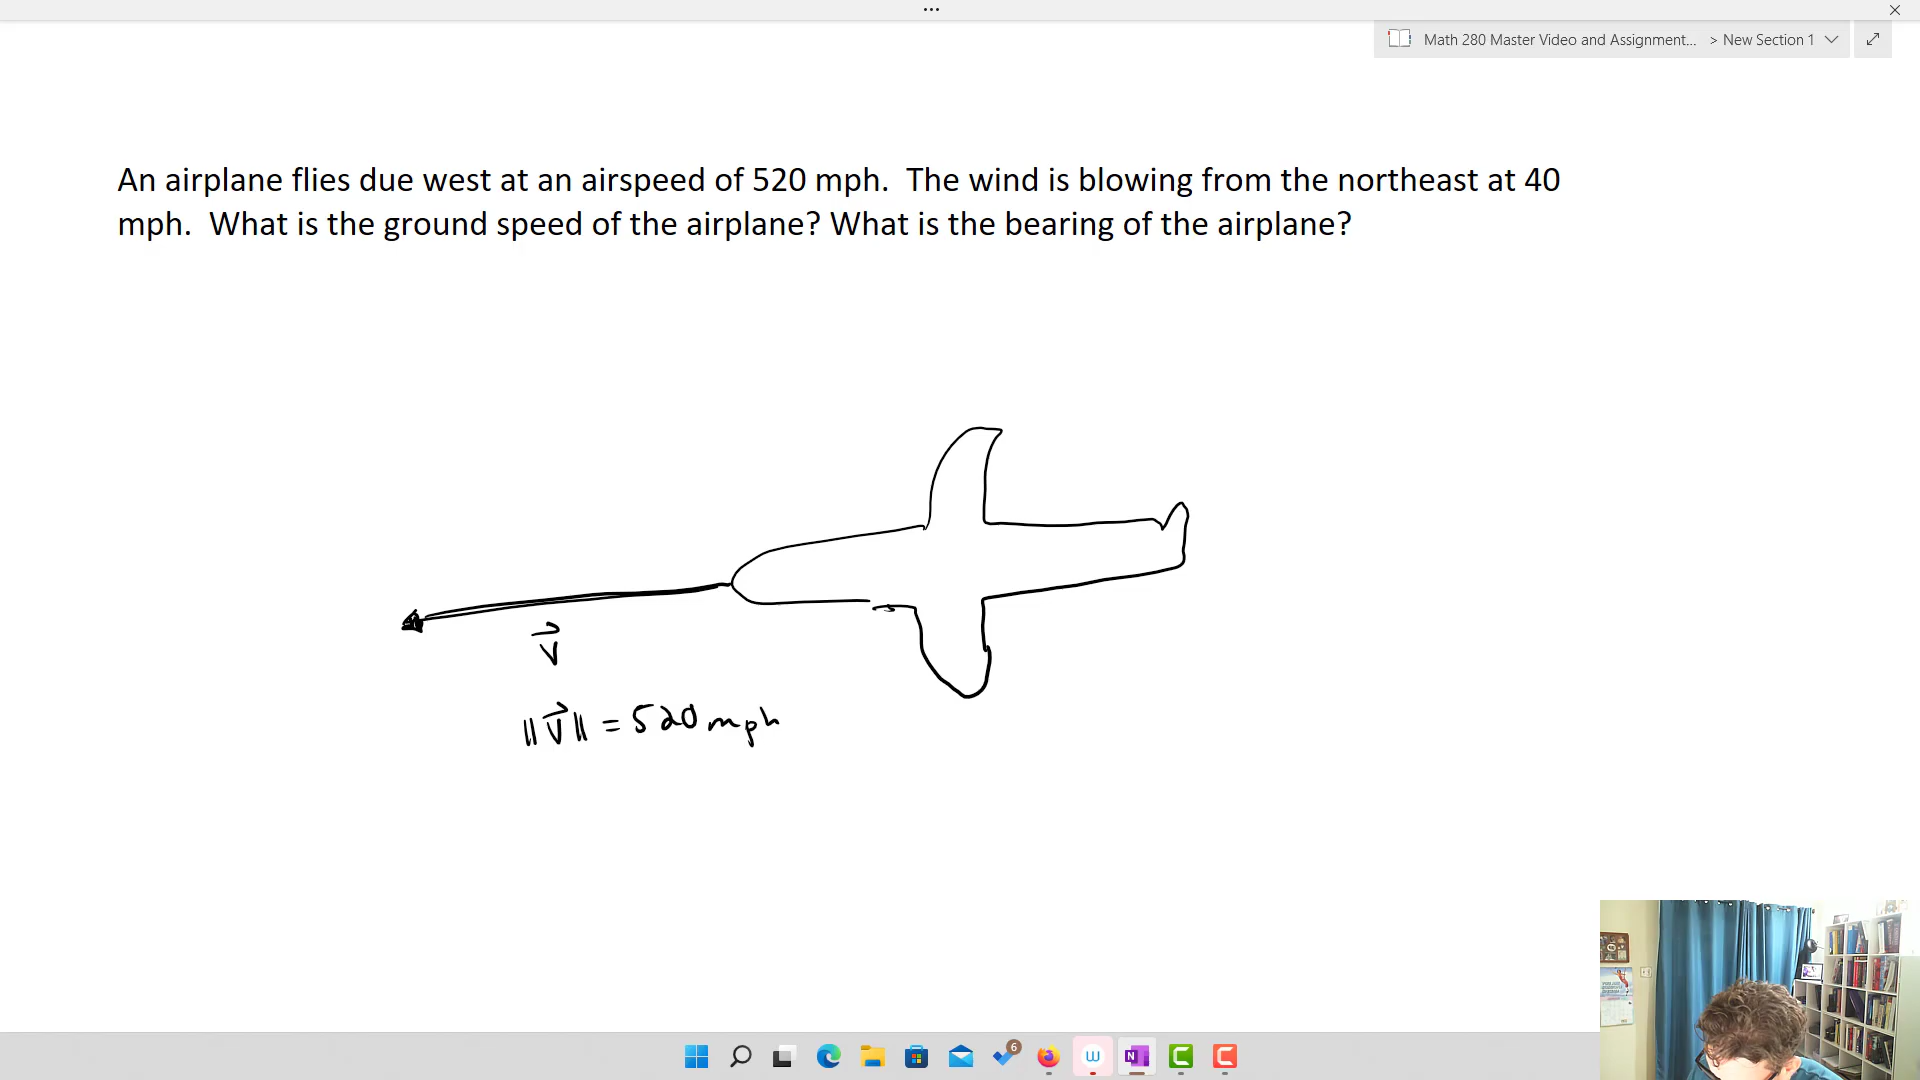 ...
Math 280 Master Video and Assignment... > New Section 1
An airplane flies due west at an airspeed of 520 mph.  The wind is blowing from the northeast at 40
mph.  What is the ground speed of the airplane? What is the bearing of the airplane?
V⃗
‖V⃗‖ = 520 mph
6